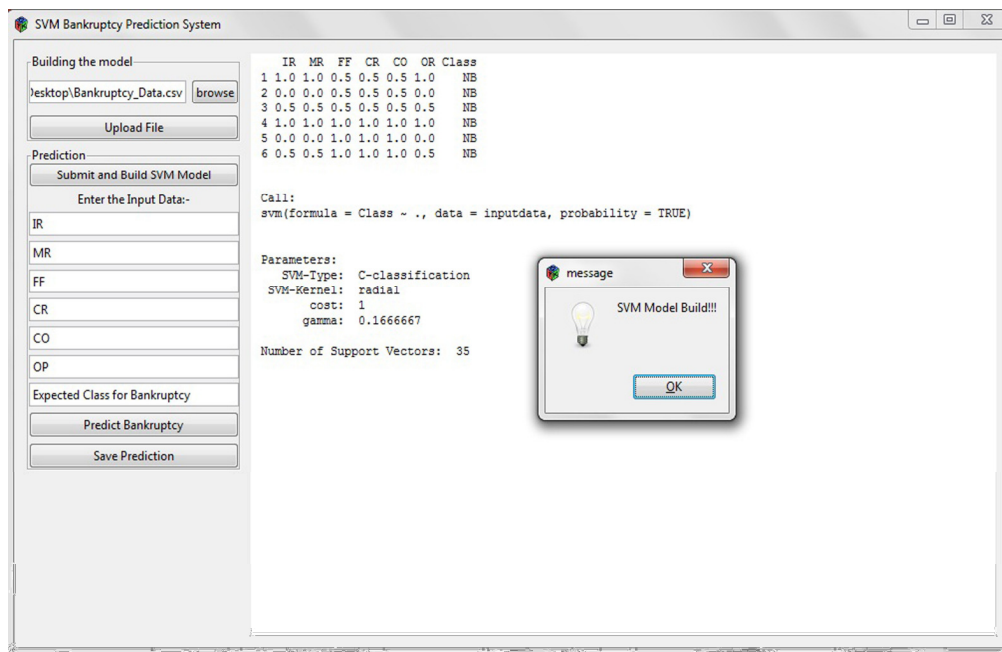 SVM Bankruptcy Prediction System
Building the model
Desktop\Bankruptcy_Data.csv browse
Upload File
Prediction
Submit and Build SVM Model
Enter the Input Data:-
IR
MR
FF
CR
CO
OP
Expected Class for Bankruptcy
Predict Bankruptcy
Save Prediction
IR MR FF CR CO OR Class
1 1.0 1.0 0.5 0.5 0.5 1.0 NB
2 0.0 0.0 0.5 0.5 0.5 0.0 NB
3 0.5 0.5 0.5 0.5 0.5 0.5 NB
4 1.0 1.0 1.0 1.0 1.0 1.0 NB
5 0.0 0.0 1.0 1.0 1.0 0.0 NB
6 0.5 0.5 1.0 1.0 1.0 0.5 NB
Call:
svm(formula = Class ~ ., data = inputdata, probability = TRUE)
Parameters:
SVM-Type: C-classification
SVM-Kernel: radial
cost: 1
gamma: 0.1666667
Number of Support Vectors: 35
message
SVM Model Build!!!
OK